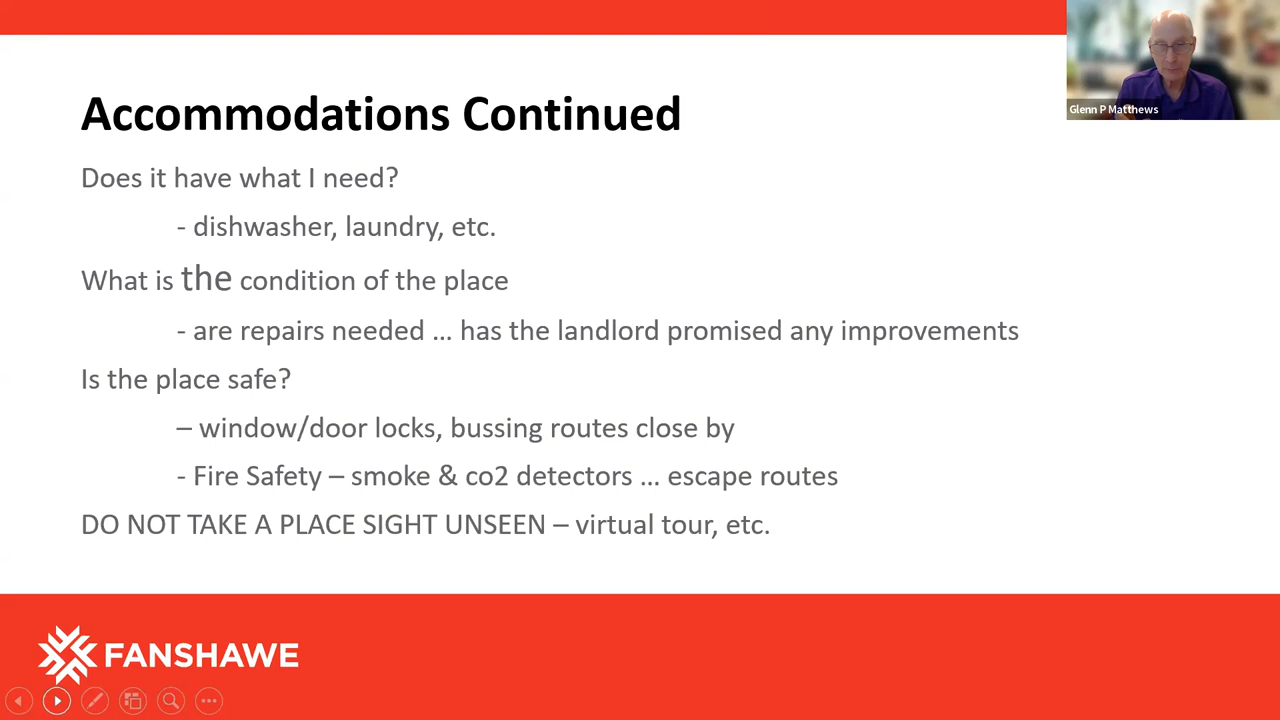 Glenn P Matthews
Accommodations Continued
Does it have what I need?
- dishwasher, laundry, etc.
What is the condition of the place
- are repairs needed … has the landlord promised any improvements
Is the place safe?
– window/door locks, bussing routes close by
- Fire Safety – smoke & co2 detectors … escape routes
DO NOT TAKE A PLACE SIGHT UNSEEN – virtual tour, etc.
FANSHAWE